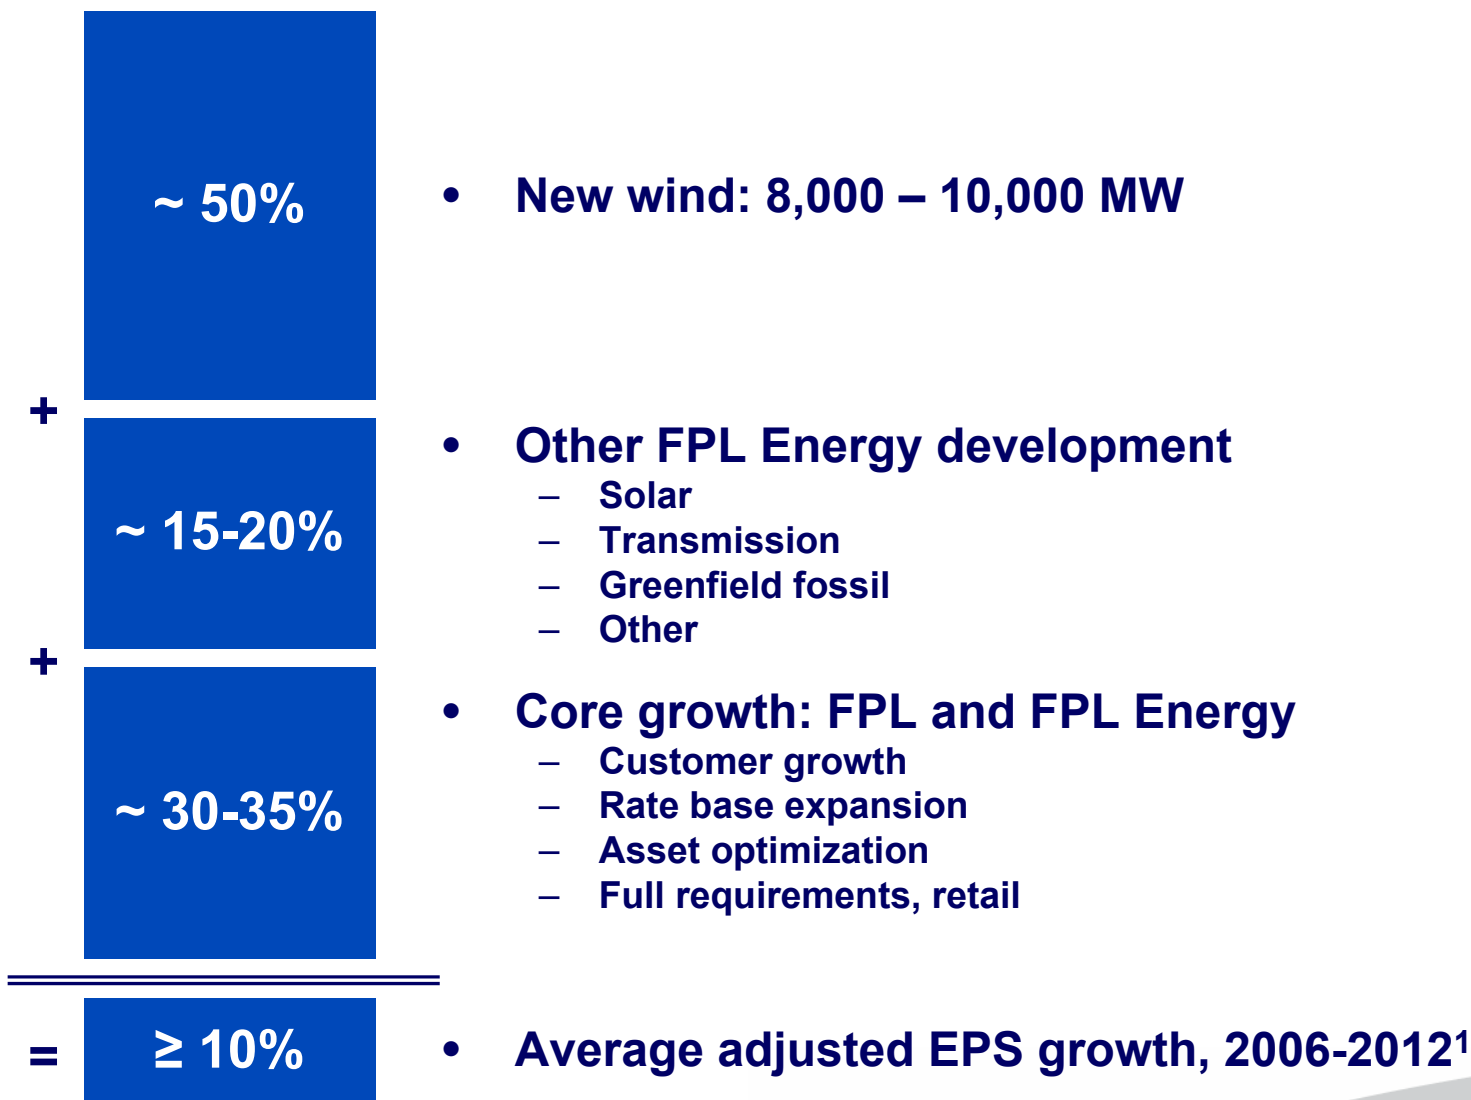 ~ 50%
• New wind: 8,000 – 10,000 MW
+
~ 15-20%
• Other FPL Energy development
– Solar
– Transmission
– Greenfield fossil
– Other
+
~ 30-35%
• Core growth: FPL and FPL Energy
– Customer growth
– Rate base expansion
– Asset optimization
– Full requirements, retail
= ≥ 10%
• Average adjusted EPS growth, 2006-2012¹